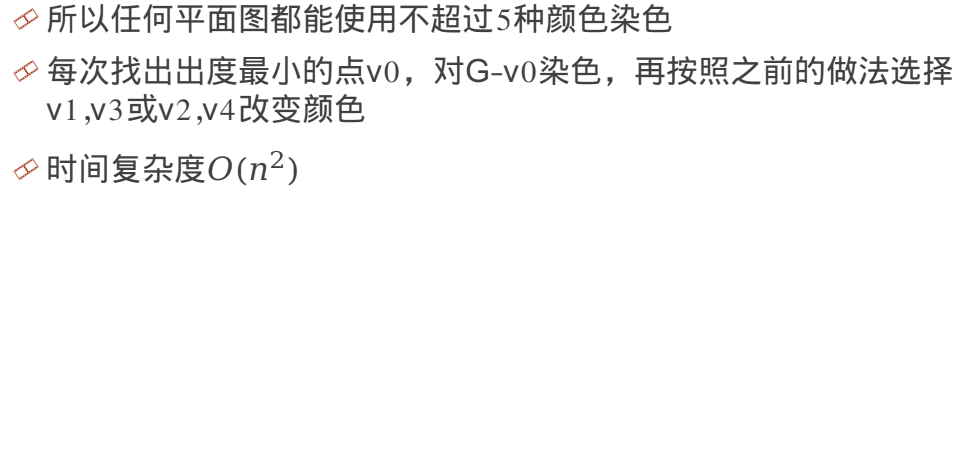 所以任何平面图都能使用不超过5种颜色染色
每次找出出度最小的点v0，对G-v0染色，再按照之前的做法选择
v1,v3或v2,v4改变颜色
时间复杂度O(n²)